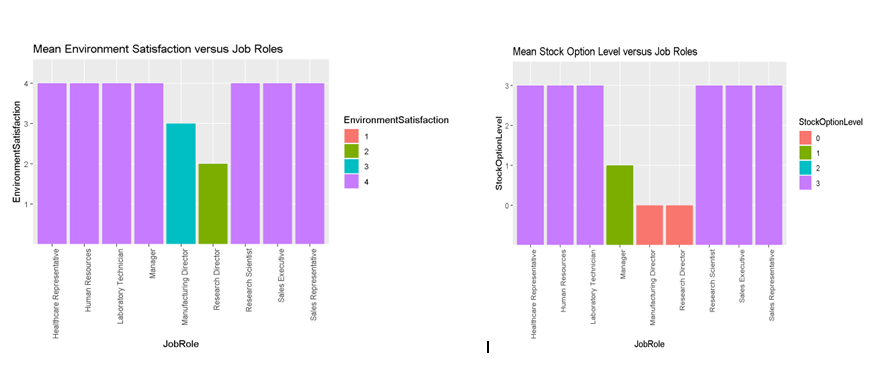 Mean Environment Satisfaction versus Job Roles
EnvironmentSatisfaction
4
3
2
1
Healthcare Representative
Human Resources
Laboratory Technician
Manager
Manufacturing Director
Research Director
Research Scientist
Sales Executive
Sales Representative
JobRole
EnvironmentSatisfaction
1
2
3
4
Mean Stock Option Level versus Job Roles
StockOptionLevel
3
2
1
0
Healthcare Representative
Human Resources
Laboratory Technician
Manager
Manufacturing Director
Research Director
Research Scientist
Sales Executive
Sales Representative
JobRole
StockOptionLevel
0
1
2
3